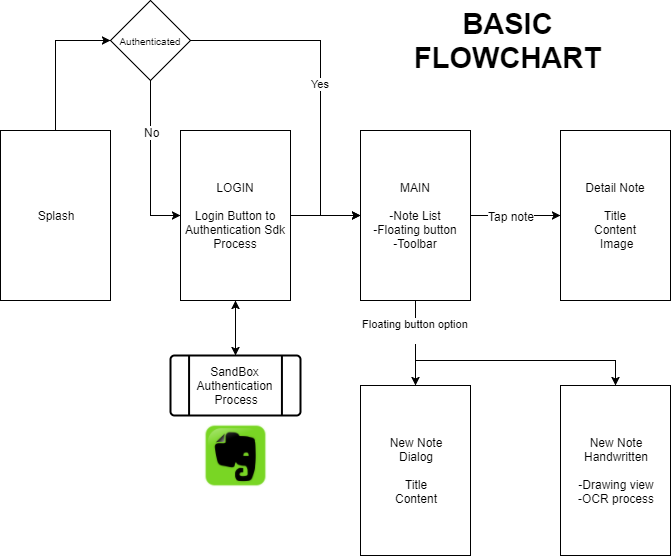 BASIC
FLOWCHART
Authenticated
Yes
No
Splash
LOGIN
Login Button to
Authentication Sdk
Process
MAIN
-Note List
-Floating button
-Toolbar
Tap note
Detail Note
Title
Content
Image
Floating button option
SandBox
Authentication
Process
New Note
Dialog
Title
Content
New Note
Handwritten
-Drawing view
-OCR process